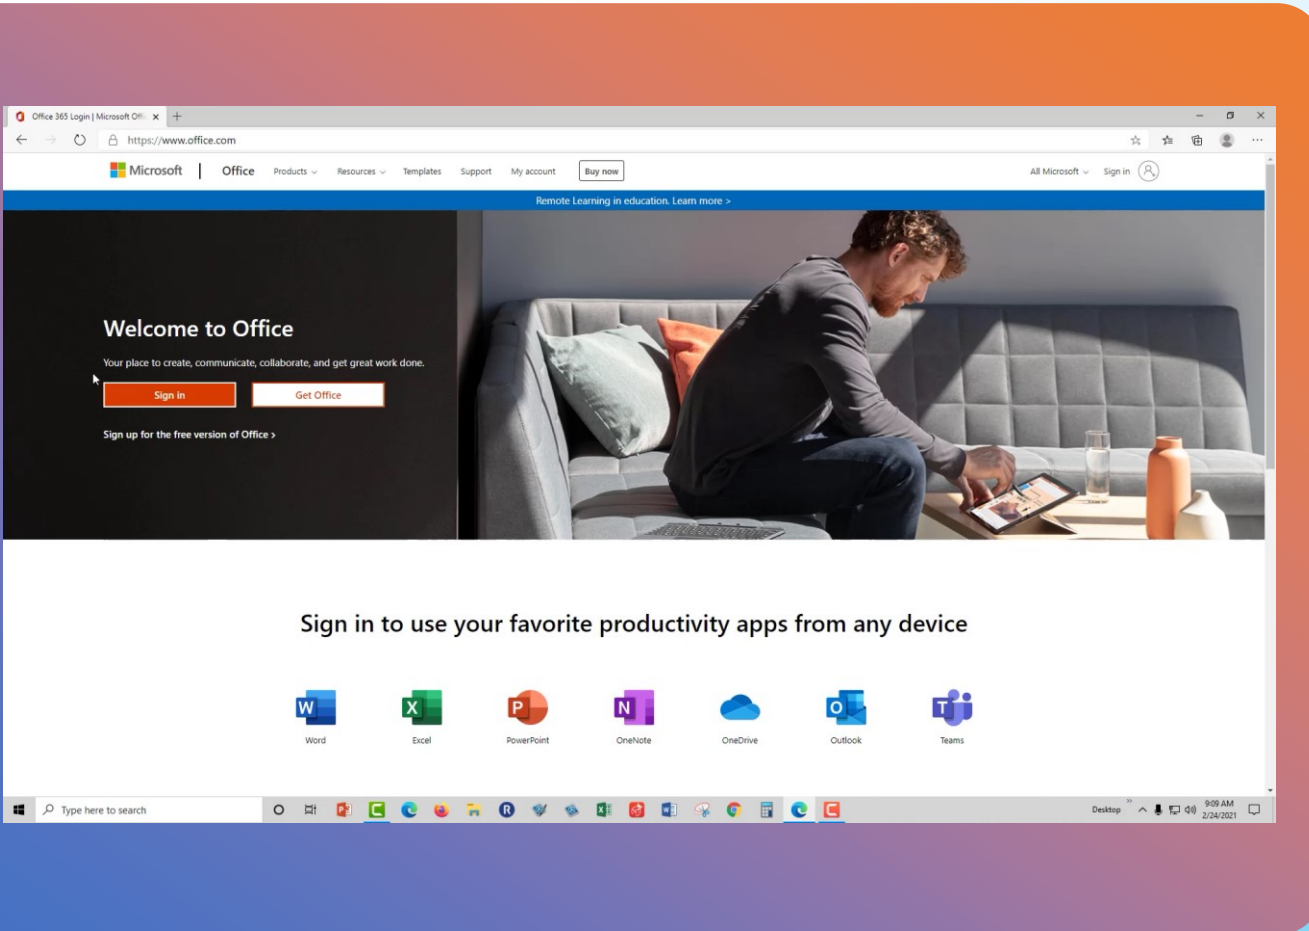 Office 365 Login | Microsoft Offi
https://www.office.com
Microsoft | Office Products Resources Templates Support My account Buy now All Microsoft Sign in
Remote Learning in education. Learn more >
Welcome to Office
Your place to create, communicate, collaborate, and get great work done.
Sign in Get Office
Sign up for the free version of Office >
Sign in to use your favorite productivity apps from any device
W X P N O T
Word Excel PowerPoint OneNote OneDrive Outlook Teams
Type here to search Desktop 9:09 AM
2/24/2021